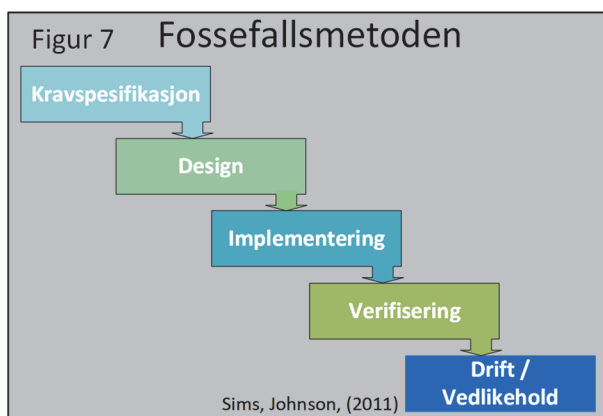 Figur 7 Fossefallsmetoden
Kravspesifikasjon
Design
Implementering
Verifisering
Drift /
Vedlikehold
Sims, Johnson, (2011)